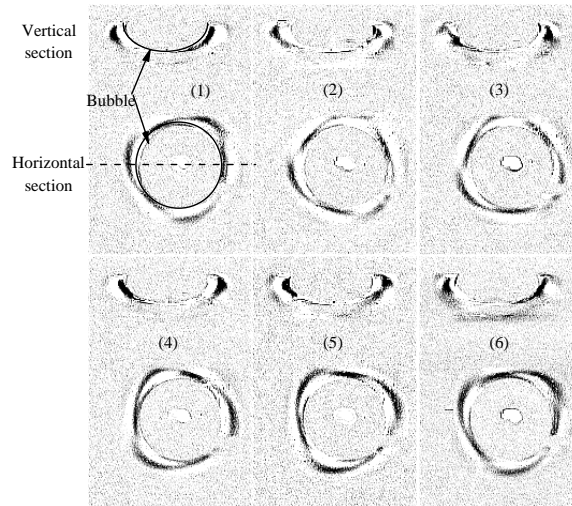 Vertical
section
Bubble
(1)
(2)
(3)
Horizontal
section
(4)
(5)
(6)